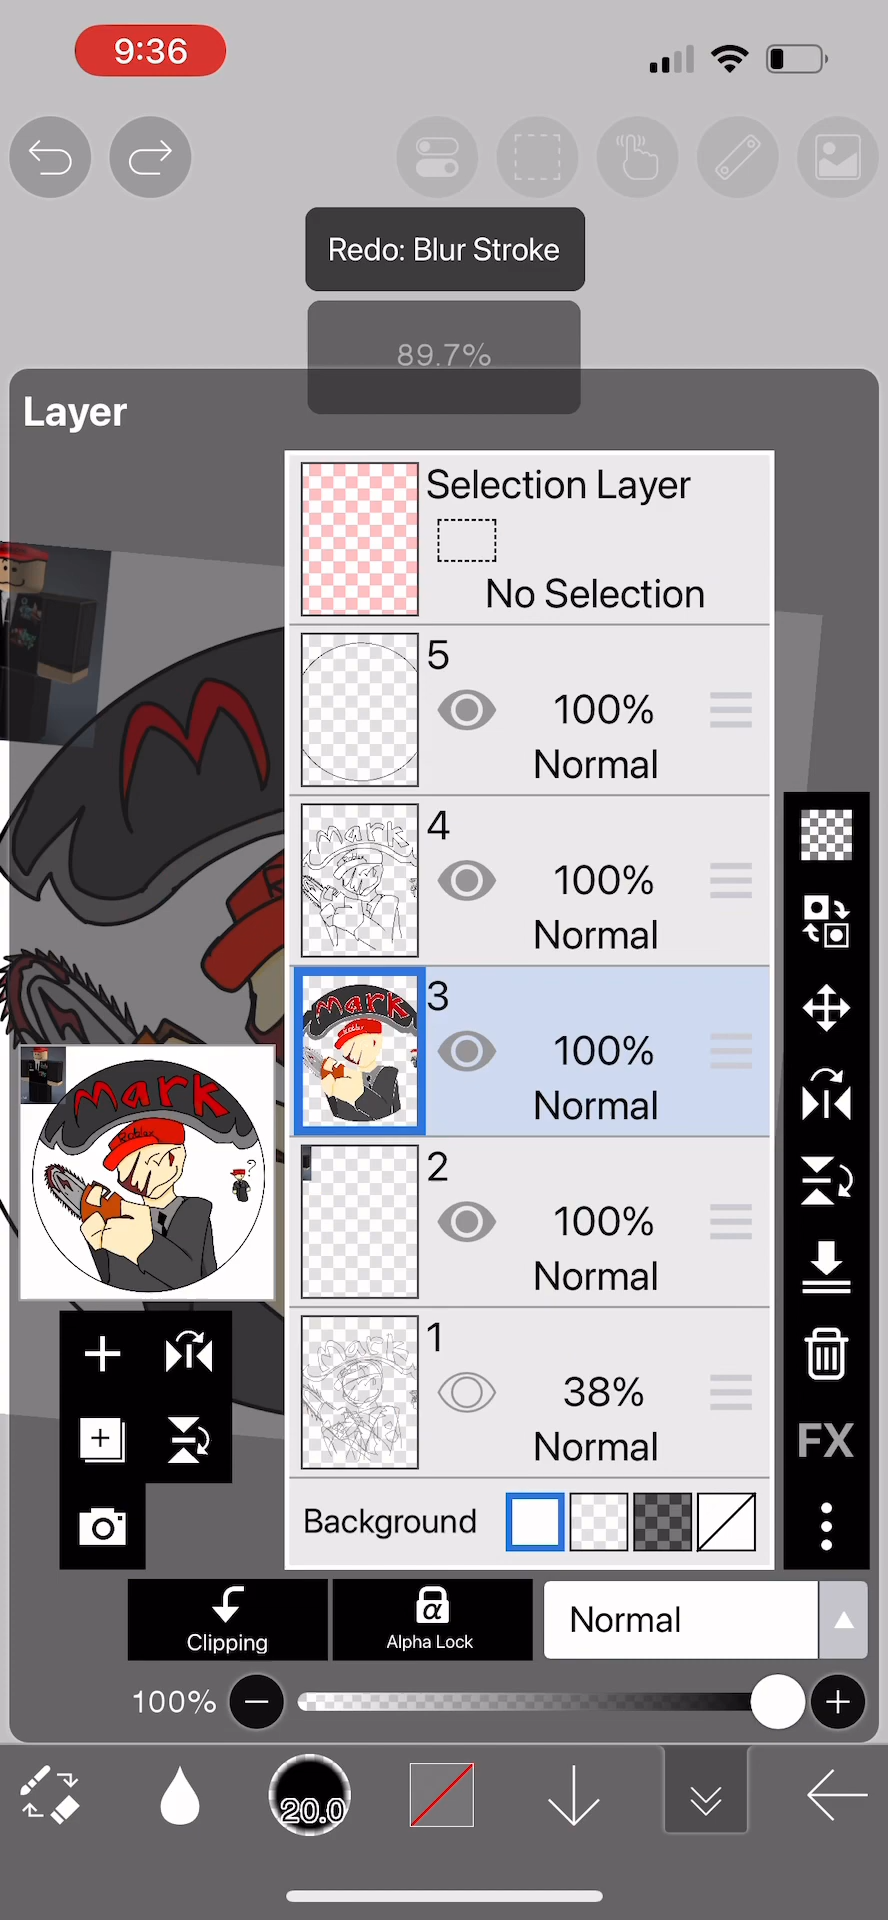 9:36
Redo: Blur Stroke
89.7%
Layer
Selection Layer
No Selection
5
100%
Normal
4
100%
Normal
3
100%
Normal
2
100%
Normal
1
38%
Normal
Mark
Roblox
?
FX
Background
Clipping
α
Alpha Lock
Normal
100%
20.0